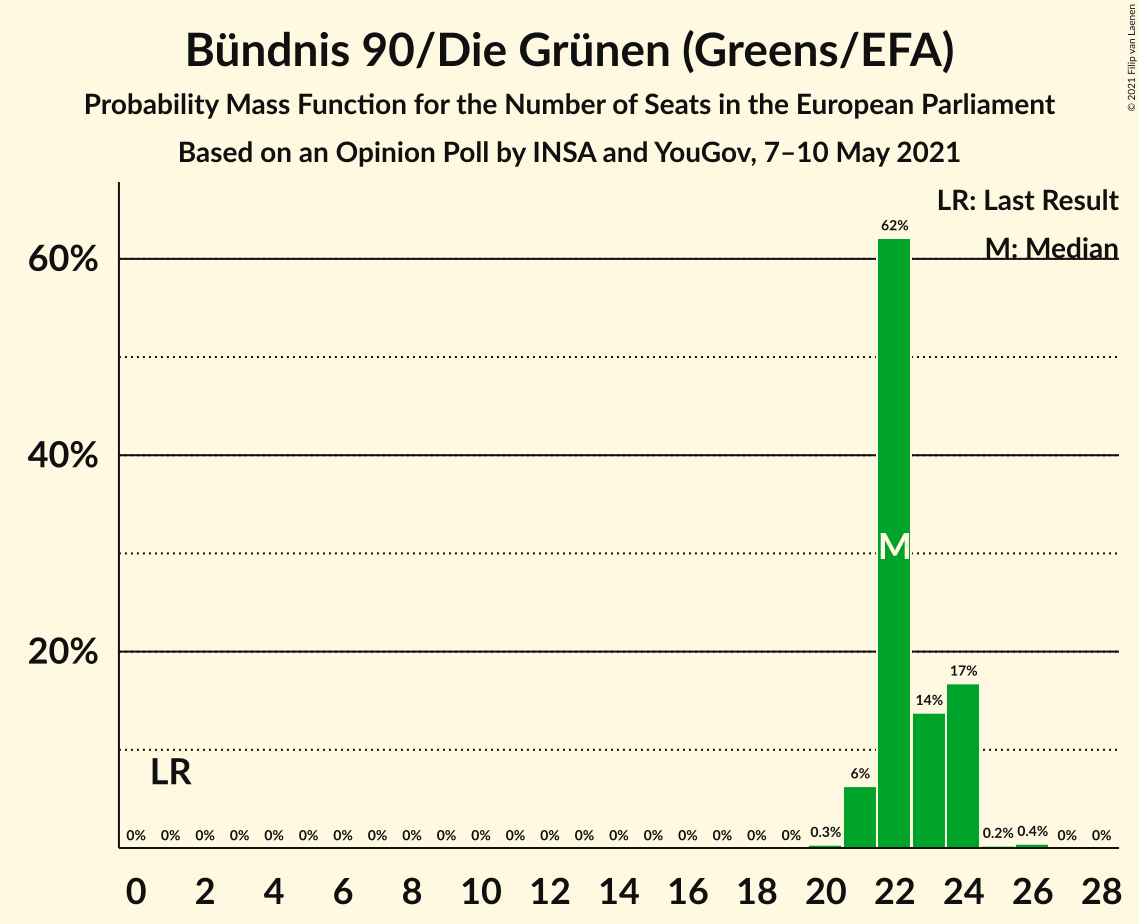 Bündnis 90/Die Grünen (Greens/EFA)
Probability Mass Function for the Number of Seats in the European Parliament
Based on an Opinion Poll by INSA and YouGov, 7–10 May 2021
© 2021 Filip van Laenen
LR: Last Result
M: Median
62%
60%
40%
M
20%
17%
14%
LR
6%
0% 0% 0% 0% 0% 0% 0% 0% 0% 0% 0% 0% 0% 0% 0% 0% 0% 0% 0% 0% 0.3% 0.2% 0.4% 0% 0%
0 2 4 6 8 10 12 14 16 18 20 22 24 26 28